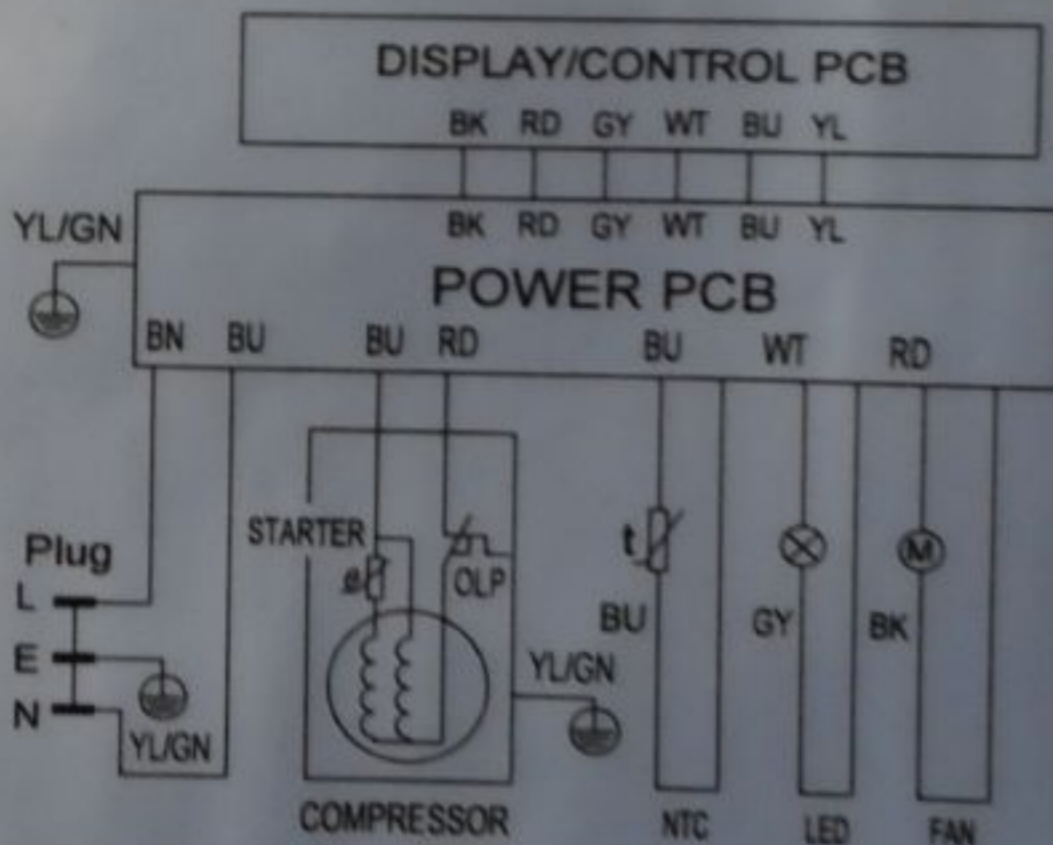 DISPLAY/CONTROL PCB
BK RD GY WT BU YL
YL/GN
BK RD GY WT BU YL
POWER PCB
BN BU BU RD BU WT RD
STARTER
Plug
L
OLP
t
M
BU
GY
BK
E
YL/GN
N
YL/GN
COMPRESSOR
NTC
LED
FAN